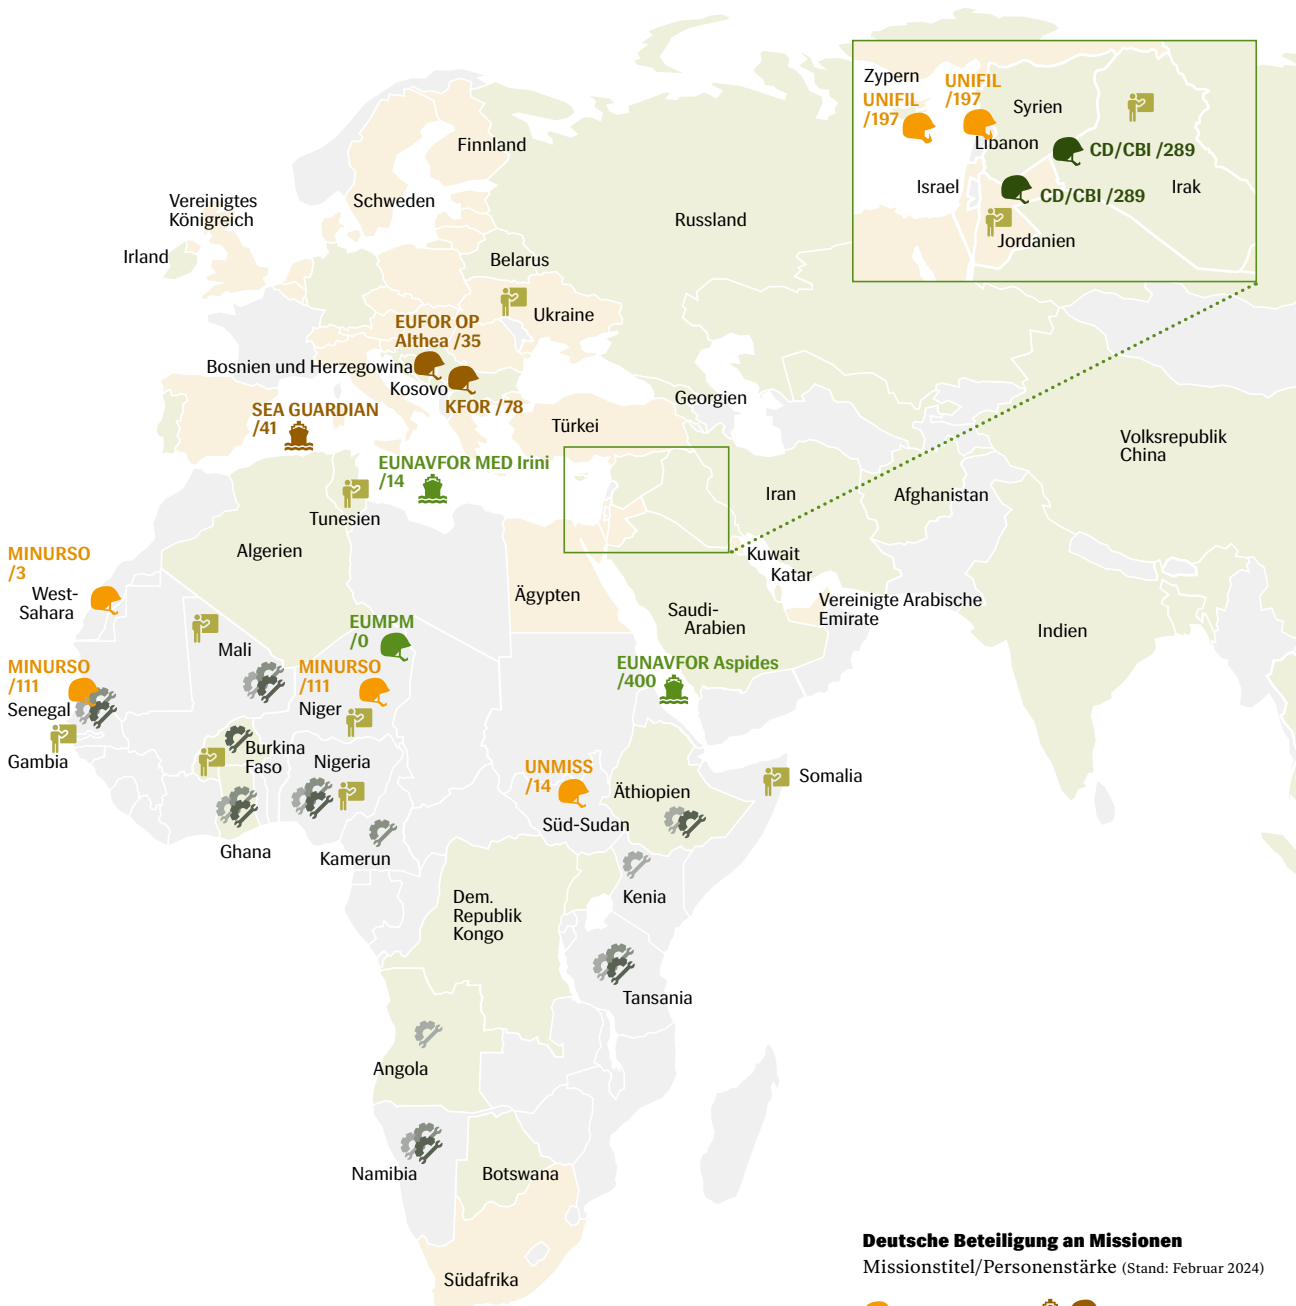 Zypern
UNIFIL
/197
UNIFIL
/197
Syrien
Libanon
CD/CBI /289
Israel
Irak
CD/CBI /289
Jordanien
Finnland
Schweden
Vereinigtes
Königreich
Irland
Russland
Belarus
Ukraine
EUFOR OP
Althea /35
Bosnien und Herzegowina
Kosovo
KFOR /78
SEA GUARDIAN
/41
Georgien
Türkei
Volksrepublik
China
EUNAVFOR MED Irini
/14
Iran
Afghanistan
Tunesien
Algerien
Kuwait
Katar
MINURSO
/3
West-
Sahara
Ägypten
Saudi-
Arabien
Vereinigte Arabische
Emirate
Indien
EUMPM
/0
Mali
MINURSO
/111
Senegal
MINURSO
/111
Niger
EUNAVFOR Aspides
/400
Gambia
Burkina
Faso
Nigeria
UNMISS
/14
Äthiopien
Somalia
Süd-Sudan
Ghana
Kamerun
Kenia
Dem.
Republik
Kongo
Tansania
Angola
Namibia
Botswana
Südafrika
Deutsche Beteiligung an Missionen
Missionstitel/Personenstärke (Stand: Februar 2024)